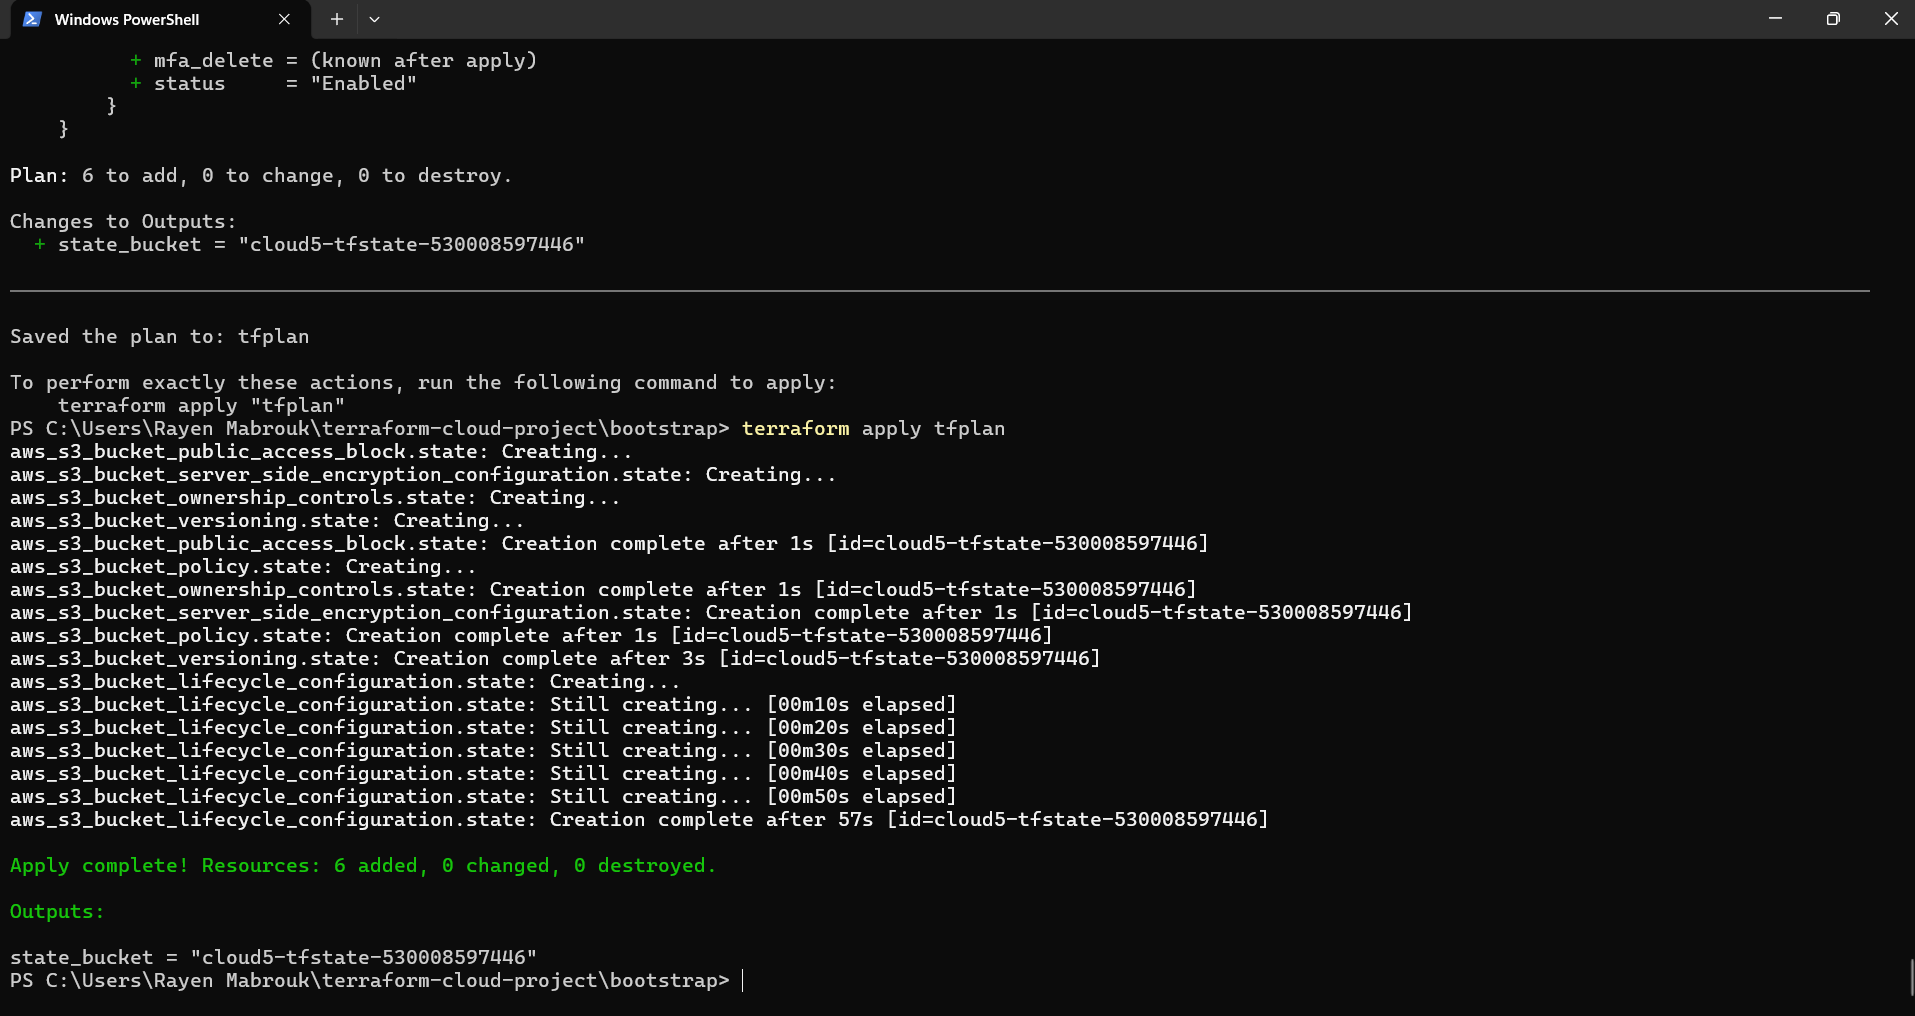 Windows PowerShell
+ mfa_delete = (known after apply)
+ status     = "Enabled"
}
}
Plan: 6 to add, 0 to change, 0 to destroy.
Changes to Outputs:
+ state_bucket = "cloud5-tfstate-530008597446"
Saved the plan to: tfplan
To perform exactly these actions, run the following command to apply:
terraform apply "tfplan"
PS C:\Users\Rayen Mabrouk\terraform-cloud-project\bootstrap> terraform apply tfplan
aws_s3_bucket_public_access_block.state: Creating...
aws_s3_bucket_server_side_encryption_configuration.state: Creating...
aws_s3_bucket_ownership_controls.state: Creating...
aws_s3_bucket_versioning.state: Creating...
aws_s3_bucket_public_access_block.state: Creation complete after 1s [id=cloud5-tfstate-530008597446]
aws_s3_bucket_policy.state: Creating...
aws_s3_bucket_ownership_controls.state: Creation complete after 1s [id=cloud5-tfstate-530008597446]
aws_s3_bucket_server_side_encryption_configuration.state: Creation complete after 1s [id=cloud5-tfstate-530008597446]
aws_s3_bucket_policy.state: Creation complete after 1s [id=cloud5-tfstate-530008597446]
aws_s3_bucket_versioning.state: Creation complete after 3s [id=cloud5-tfstate-530008597446]
aws_s3_bucket_lifecycle_configuration.state: Creating...
aws_s3_bucket_lifecycle_configuration.state: Still creating... [00m10s elapsed]
aws_s3_bucket_lifecycle_configuration.state: Still creating... [00m20s elapsed]
aws_s3_bucket_lifecycle_configuration.state: Still creating... [00m30s elapsed]
aws_s3_bucket_lifecycle_configuration.state: Still creating... [00m40s elapsed]
aws_s3_bucket_lifecycle_configuration.state: Still creating... [00m50s elapsed]
aws_s3_bucket_lifecycle_configuration.state: Creation complete after 57s [id=cloud5-tfstate-530008597446]
Apply complete! Resources: 6 added, 0 changed, 0 destroyed.
Outputs:
state_bucket = "cloud5-tfstate-530008597446"
PS C:\Users\Rayen Mabrouk\terraform-cloud-project\bootstrap>